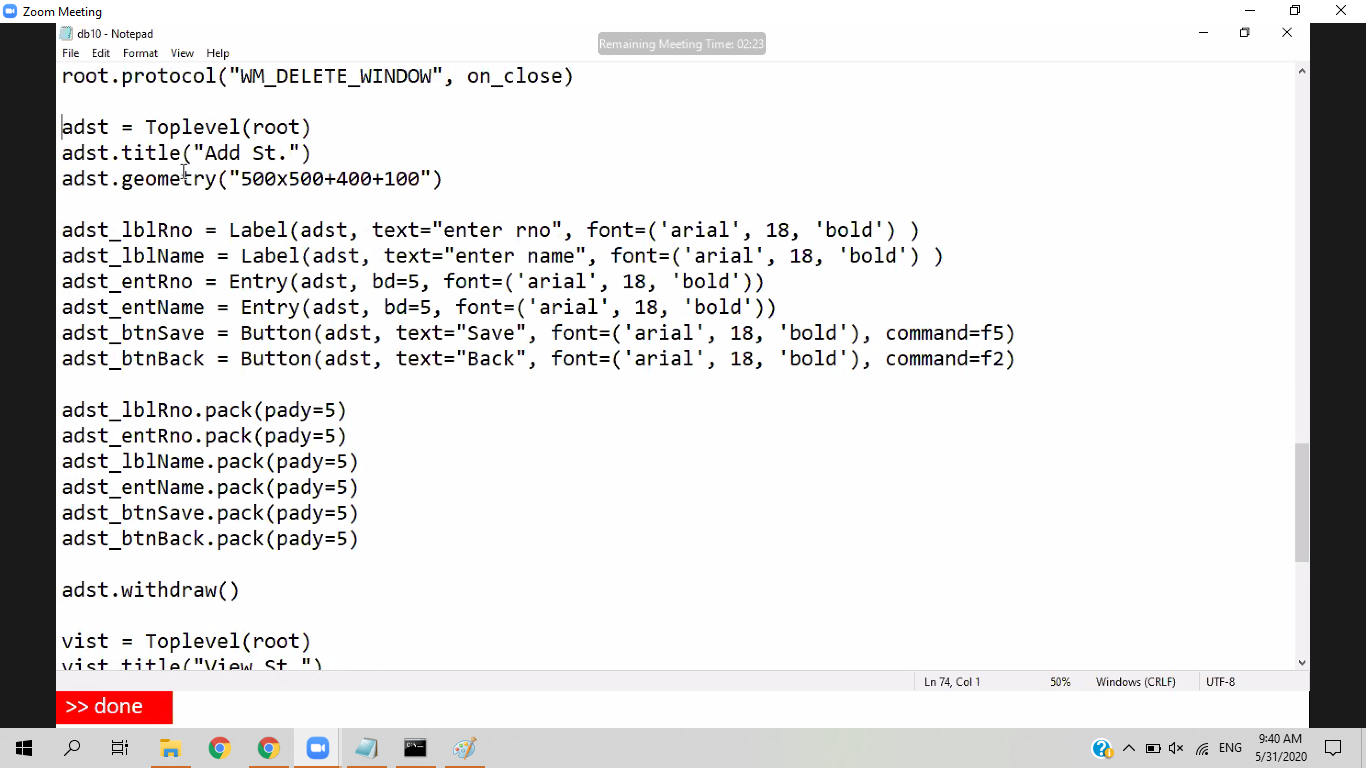 Zoom Meeting
db10 - Notepad
Remaining Meeting Time: 02:23
File Edit Format View Help
root.protocol("WM_DELETE_WINDOW", on_close)
adst = Toplevel(root)
adst.title("Add St.")
adst.geometry("500x500+400+100")
adst_lblRno = Label(adst, text="enter rno", font=('arial', 18, 'bold') )
adst_lblName = Label(adst, text="enter name", font=('arial', 18, 'bold') )
adst_entRno = Entry(adst, bd=5, font=('arial', 18, 'bold'))
adst_entName = Entry(adst, bd=5, font=('arial', 18, 'bold'))
adst_btnSave = Button(adst, text="Save", font=('arial', 18, 'bold'), command=f5)
adst_btnBack = Button(adst, text="Back", font=('arial', 18, 'bold'), command=f2)
adst_lblRno.pack(pady=5)
adst_entRno.pack(pady=5)
adst_lblName.pack(pady=5)
adst_entName.pack(pady=5)
adst_btnSave.pack(pady=5)
adst_btnBack.pack(pady=5)
adst.withdraw()
vist = Toplevel(root)
vist.title("View St.")
Ln 74, Col 1 50% Windows (CRLF) UTF-8
>> done
ENG
9:40 AM
5/31/2020